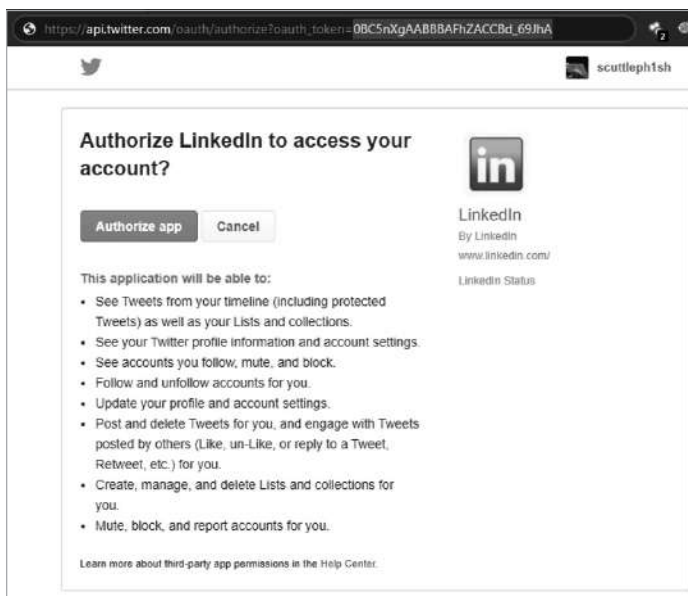 https://api.twitter.com/oauth/authorize?oauth_token=0BC5nXgAABBBAFhZACCBd_69JhA
2
scuttleph1sh
Authorize LinkedIn to access your
account?
in
Authorize app Cancel
LinkedIn
By LinkedIn
www.linkedin.com/
LinkedIn Status
This application will be able to:
• See Tweets from your timeline (including protected
Tweets) as well as your Lists and collections.
• See your Twitter profile information and account settings.
• See accounts you follow, mute, and block.
• Follow and unfollow accounts for you.
• Update your profile and account settings.
• Post and delete Tweets for you, and engage with Tweets
posted by others (Like, un-Like, or reply to a Tweet,
Retweet, etc.) for you.
• Create, manage, and delete Lists and collections for
you.
• Mute, block, and report accounts for you.
Learn more about third-party app permissions in the Help Center.